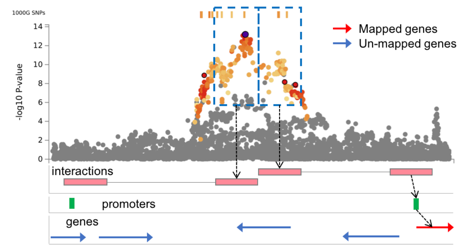 1000G SNPs
14
12
10
8
6
4
2
0
-log10 P-value
Mapped genes
Un-mapped genes
interactions
promoters
genes